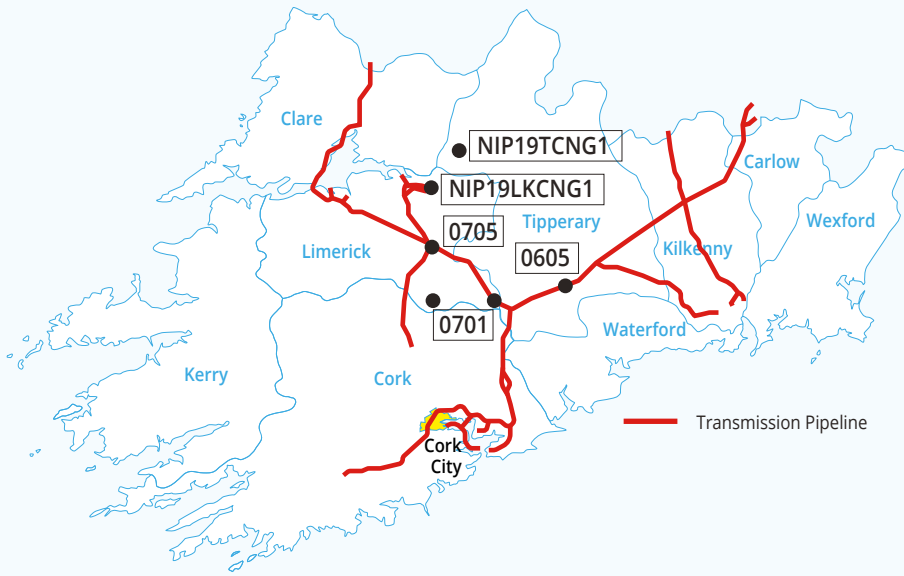 NIP19TCNG1
Clare
Carlow
NIP19LKCNG1
Tipperary
Wexford
0705
Limerick
Kilkenny
0605
0701
Waterford
Kerry
Cork
Transmission Pipeline
Cork
City